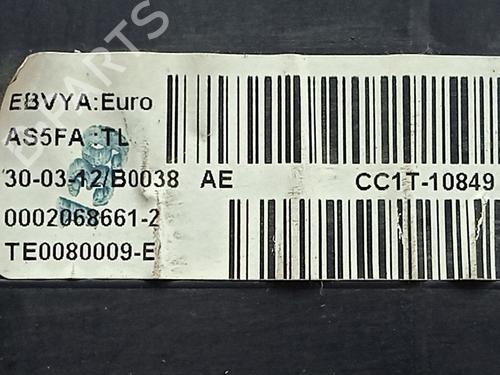 EBVYA:Euro
AS5FA :TL
30-03-12/B0038 AE CC1T-10849
0002068661-2
TE0080009-E